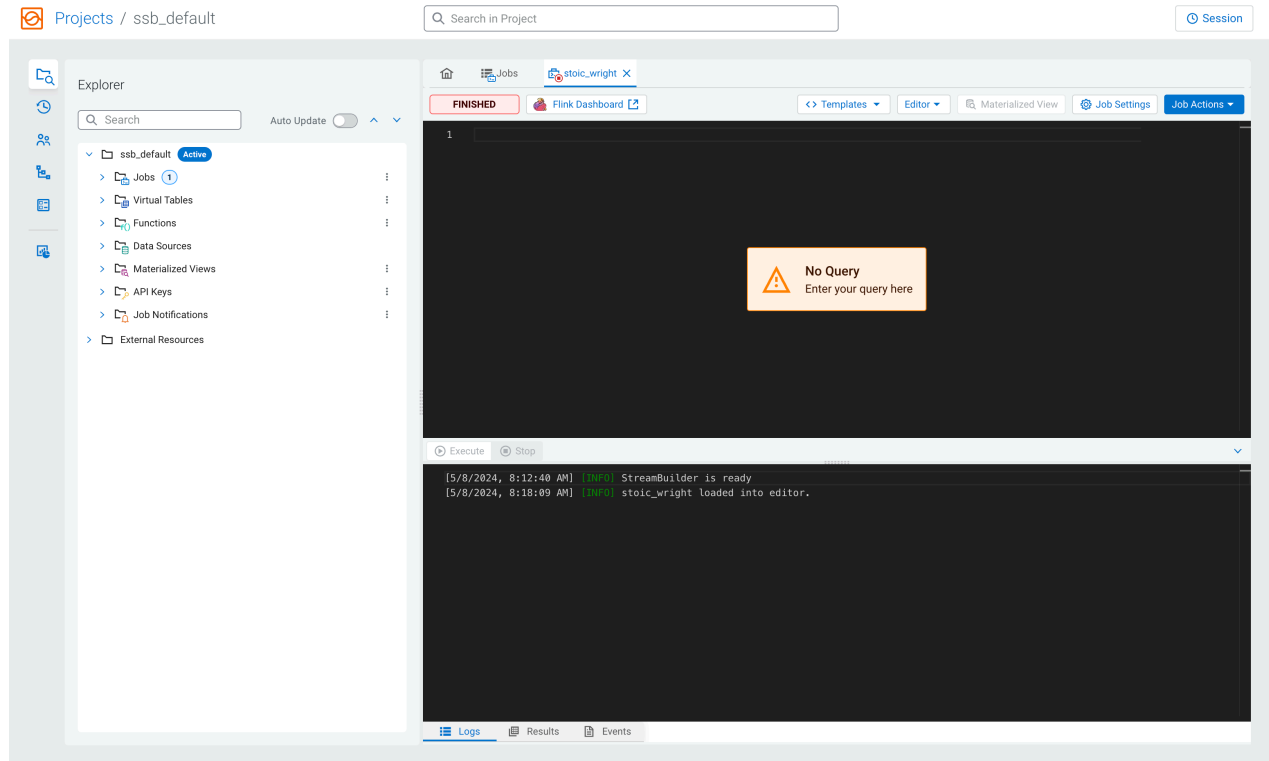 Projects / ssb_default
Search in Project
Session
Explorer
Search
Auto Update
ssb_default Active
Jobs 1
Virtual Tables
Functions
Data Sources
Materialized Views
API Keys
Job Notifications
External Resources
Jobs
stoic_wright
FINISHED
Flink Dashboard
<> Templates
Editor
Materialized View
Job Settings
Job Actions
1
No Query
Enter your query here
Execute
Stop
[5/8/2024, 8:12:40 AM] [INFO] StreamBuilder is ready
[5/8/2024, 8:18:09 AM] [INFO] stoic_wright loaded into editor.
Logs
Results
Events